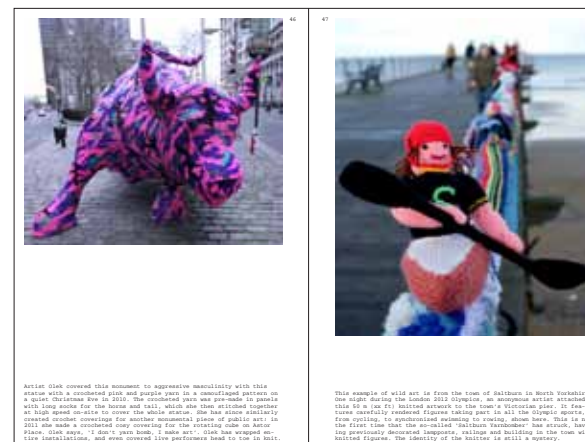 46
47
Artist Olek covered this monument to aggressive masculinity with this
statue with a crocheted pink and purple yarn in a camouflaged pattern on
a quiet Christmas Eve in 2010. The crocheted yarn was pre-made in panels
with long socks for the horns and tail, which she then stitched together
at high speed on-site to cover the whole statue. She has since similarly
created crochet coverings for another monumental piece of public art: in
2011 she made a crocheted cosy covering for the rotating cube on Astor
Place. Olek says, 'I don't yarn bomb, I make art'. Olek has wrapped en-
tire installations, and even covered live performers head to toe in knit.
This example of wild art is from the town of Saltburn in North Yorkshire
One night during the London 2012 Olympics, an anonymous artist attached
this 50 m ft) knitted artwork to the town's Victorian pier. It fea-
tures carefully rendered figures taking part in all the Olympic sports,
from cycling, to synchronized swimming to rowing, shown here. This is n
the first time that the so-called 'Saltburn Yarnbomber' has struck, hav
ing previously decorated lampposts, railings and building in the town wi
knitted figures. The identity of the knitter is still a mystery.